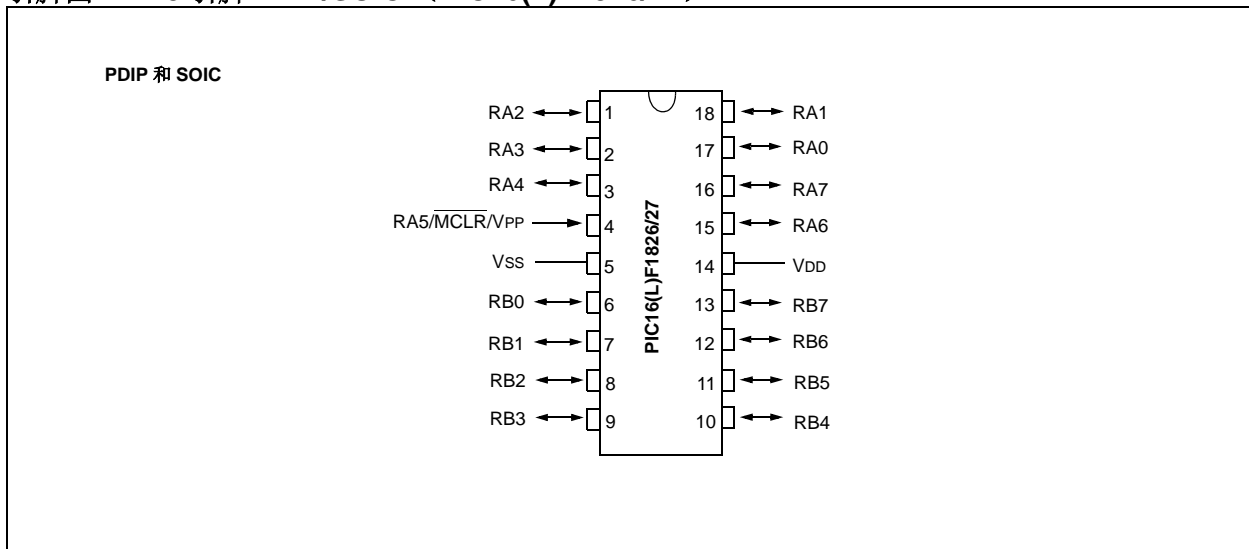 PDIP 和 SOIC
RA2 1 18 RA1
RA3 2 17 RA0
RA4 3 16 RA7
RA5/MCLR/VPP 4 15 RA6
VSS 5 14 VDD
RB0 6 13 RB7
RB1 7 12 RB6
RB2 8 11 RB5
RB3 9 10 RB4
PIC16(L)F1826/27